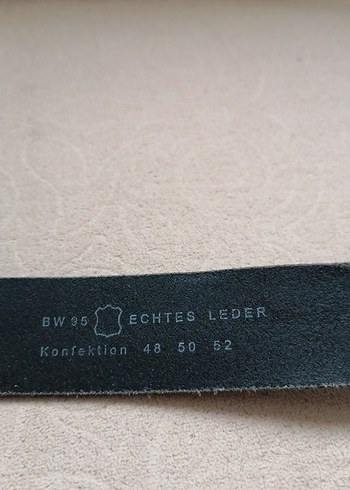 BW 95 ECHTES LEDER
Konfektion 48 50 52